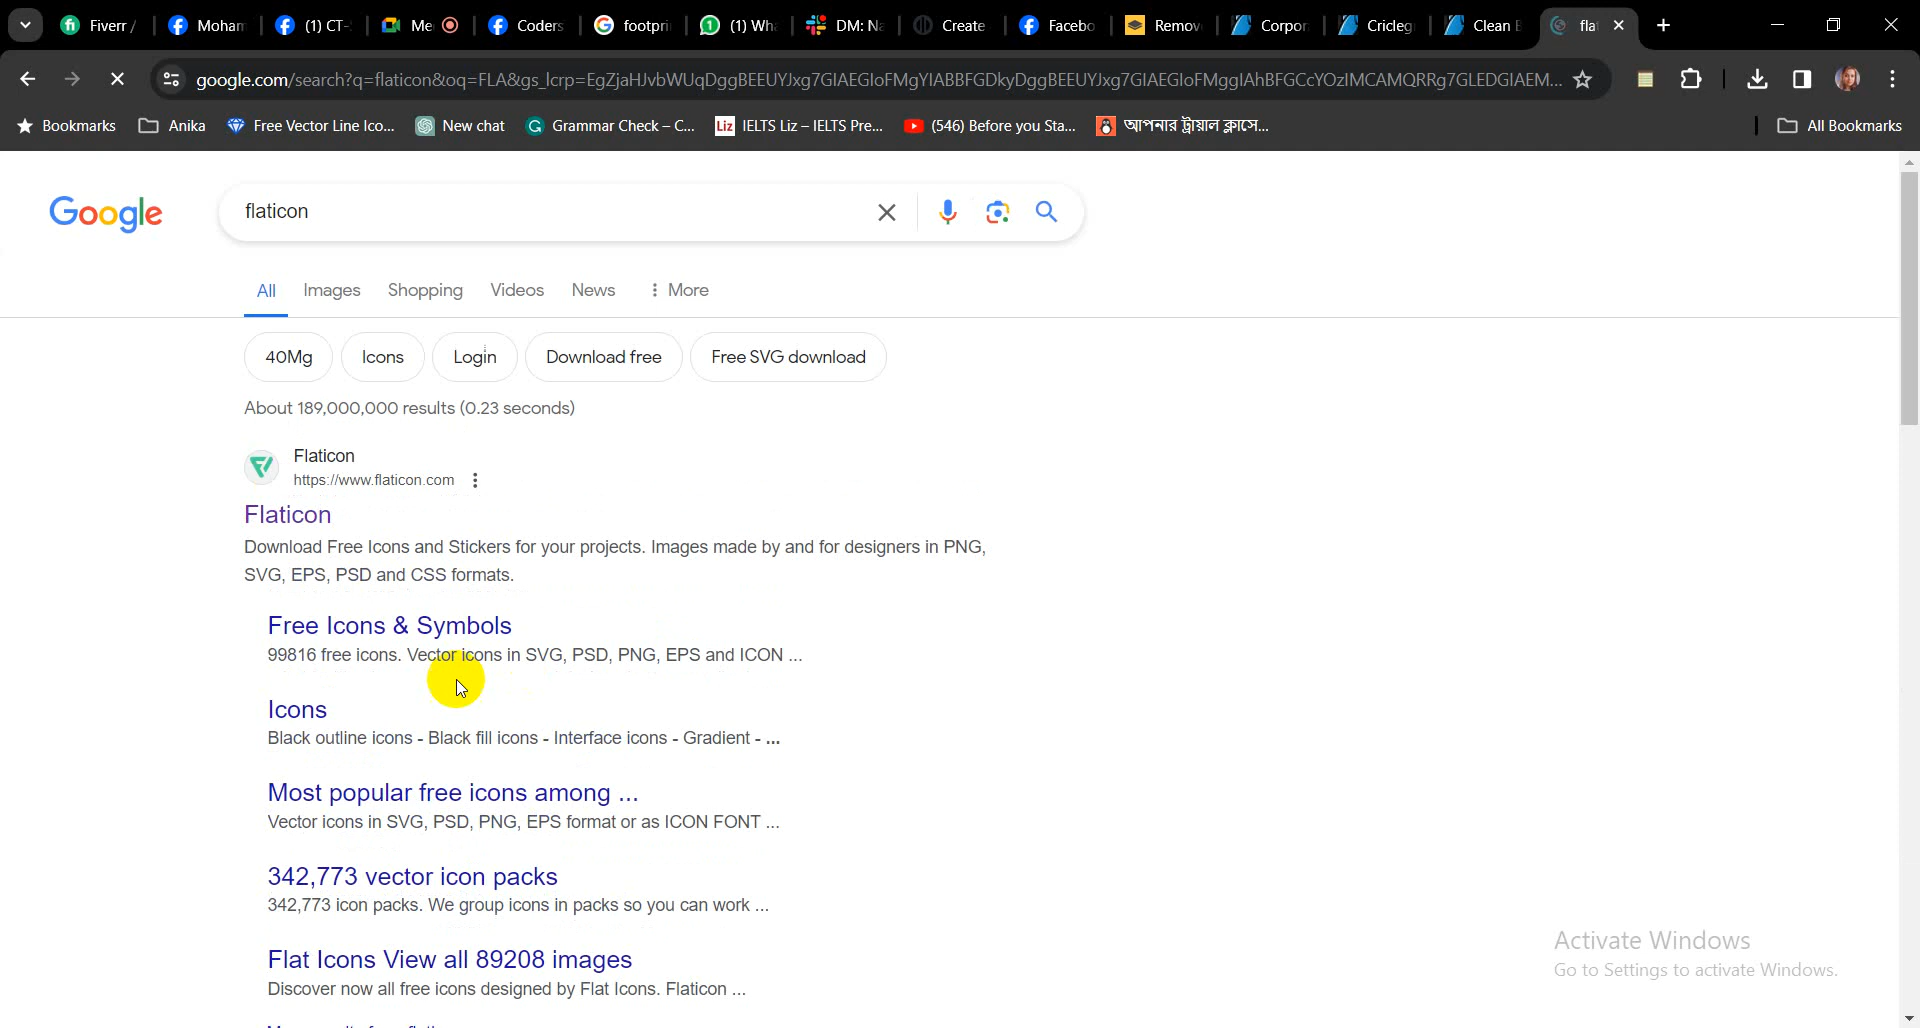 Fiverr /
Moham
(1) CT-
Me
Coders
footpri
(1) Wh
DM: Na
Create
Facebo
Remov
Corpor
Cricleg
Clean
fla
google.com/search?q=flaticon&oq=FLA&gs_lcrp=EgZjaHJvbWUqDggBEEUYJxg7GIAEGIoFMgYIABBFGDkyDggBEEUYJxg7GIAEGIoFMggIAhBFGCcYOzIMCAMQRRg7GLEDGIAEM...
Bookmarks
Anika
Free Vector Line Ico...
New chat
Grammar Check – C...
Liz IELTS Liz – IELTS Pre...
(546) Before you Sta...
আপনার ট্রায়াল ক্লাসে...
All Bookmarks
Google
flaticon
All Images Shopping Videos News More
40Mg Icons Login Download free Free SVG download
About 189,000,000 results (0.23 seconds)
Flaticon
https://www.flaticon.com
Flaticon
Download Free Icons and Stickers for your projects. Images made by and for designers in PNG,
SVG, EPS, PSD and CSS formats.
Free Icons & Symbols
99816 free icons. Vector icons in SVG, PSD, PNG, EPS and ICON ...
Icons
Black outline icons - Black fill icons - Interface icons - Gradient - ...
Most popular free icons among ...
Vector icons in SVG, PSD, PNG, EPS format or as ICON FONT ...
342,773 vector icon packs
342,773 icon packs. We group icons in packs so you can work ...
Flat Icons View all 89208 images
Discover now all free icons designed by Flat Icons. Flaticon ...
Activate Windows
Go to Settings to activate Windows.